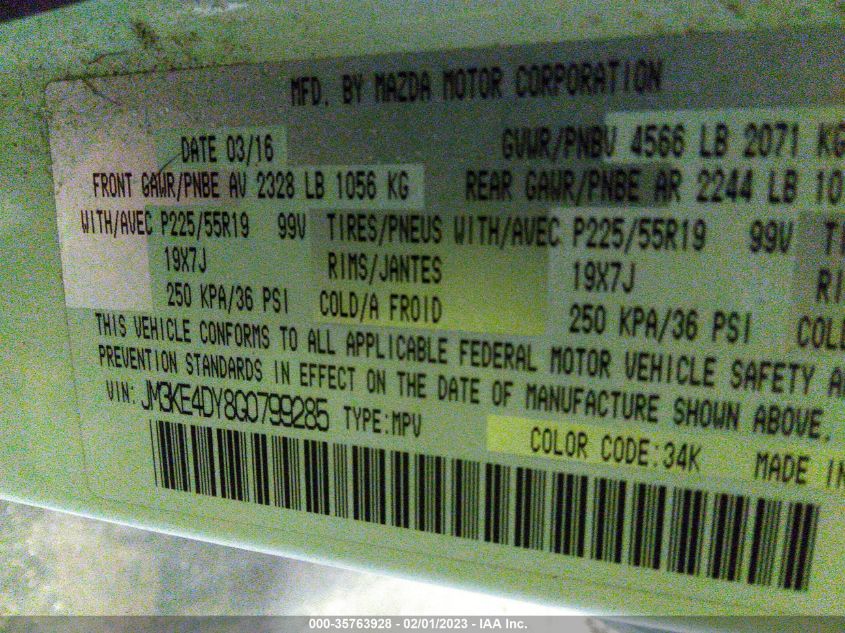 MFD. BY MAZDA MOTOR CORPORATION
DATE 03/16 GVWR/PNBV 4566 LB 2071 KG
FRONT GAWR/PNBE AV 2328 LB 1056 KG REAR GAWR/PNBE AR 2244 LB 10
WITH/AVEC P225/55R19 99V TIRES/PNEUS WITH/AVEC P225/55R19 99V TI
19X7J RIMS/JANTES 19X7J RI
250 KPA/36 PSI COLD/A FROID 250 KPA/36 PSI COLD
THIS VEHICLE CONFORMS TO ALL APPLICABLE FEDERAL MOTOR VEHICLE SAFETY A
PREVENTION STANDARDS IN EFFECT ON THE DATE OF MANUFACTURE SHOWN ABOVE.
VIN: JM3KE4DY8G0799285 TYPE:MPV COLOR CODE:34K MADE IN
000-35763928 - 02/01/2023 - IAA Inc.